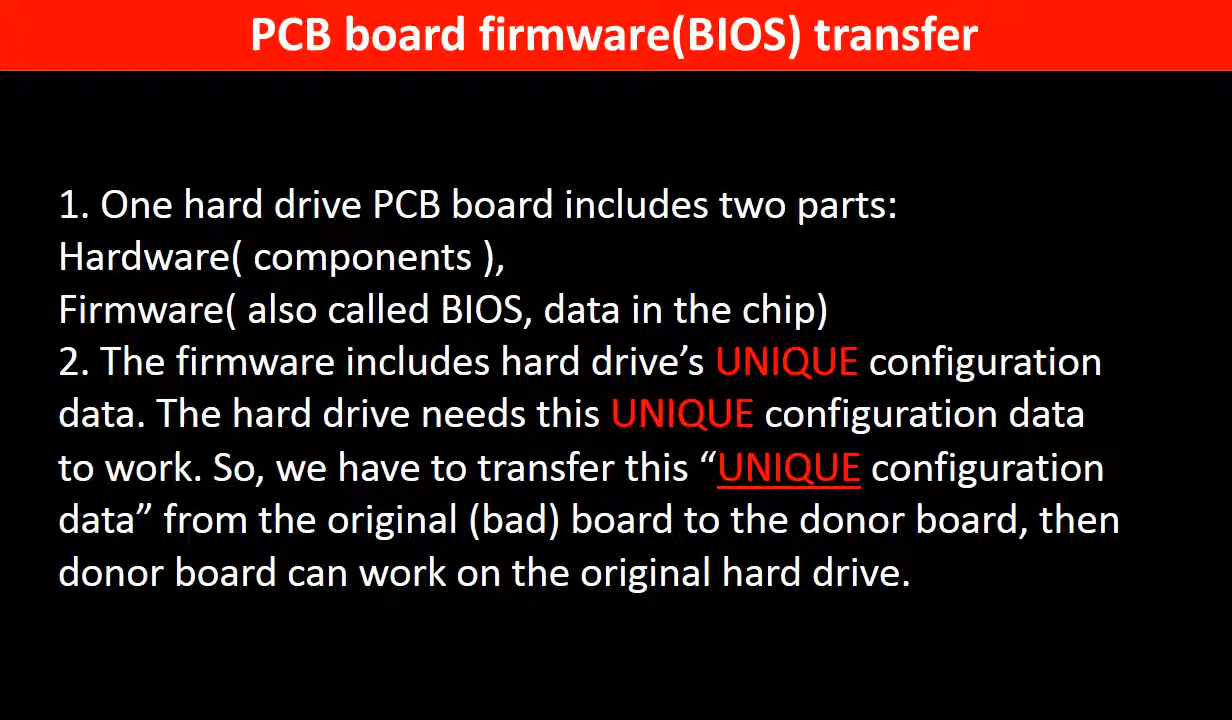 PCB board firmware(BIOS) transfer
1. One hard drive PCB board includes two parts:
Hardware( components ),
Firmware( also called BIOS, data in the chip)
2. The firmware includes hard drive’s UNIQUE configuration
data. The hard drive needs this UNIQUE configuration data
to work. So, we have to transfer this “UNIQUE configuration
data” from the original (bad) board to the donor board, then
donor board can work on the original hard drive.